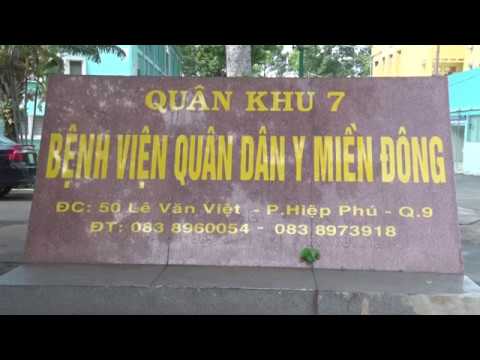 QUÂN KHU 7
BỆNH VIỆN QUÂN DÂN Y MIỀN ĐÔNG
ĐC: 50 Lê Văn Việt - P.Hiệp Phú - Q.9
ĐT: 083 8960054 - 083 8973918